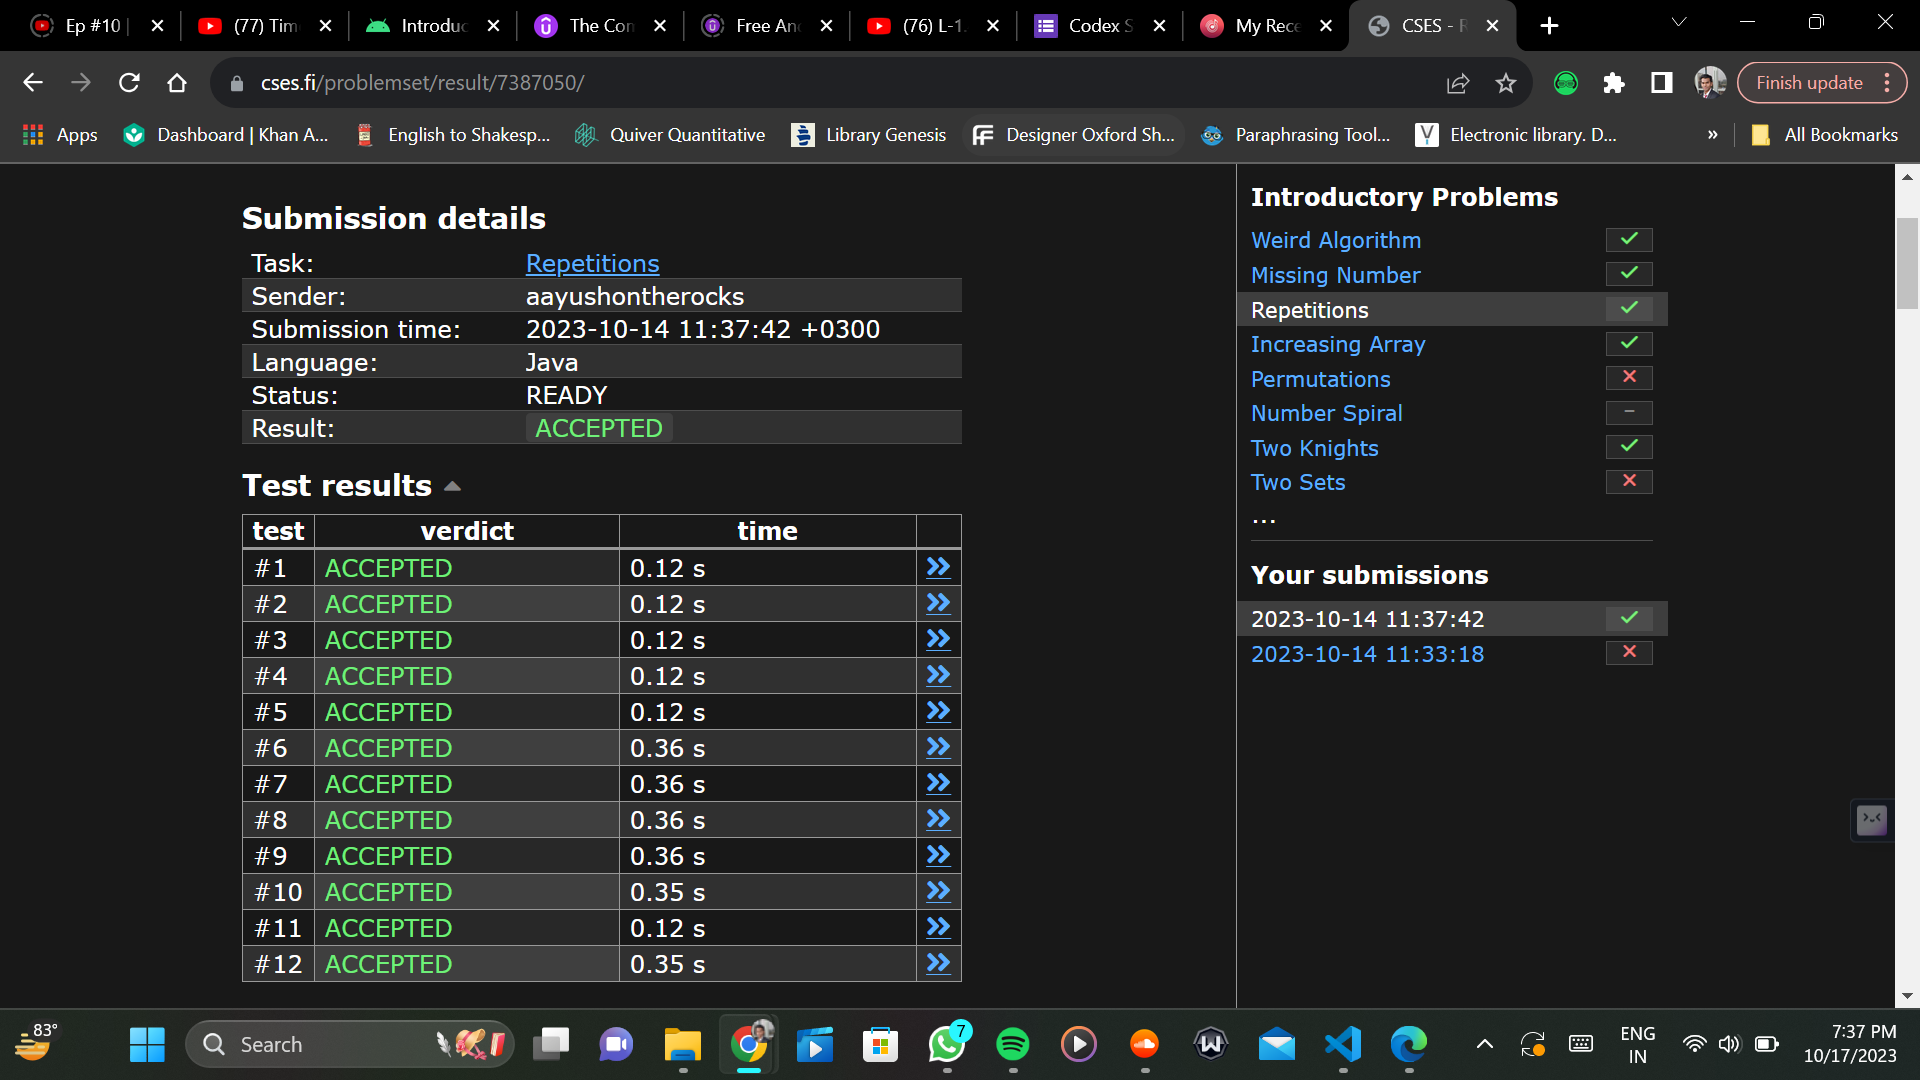 Ep #10 |
(77) Tim
Introduc
The Com
Free And
(76) L-1.
Codex S
My Rece
CSES - R
cses.fi/problemset/result/7387050/
Finish update
Apps
Dashboard | Khan A...
English to Shakesp...
Quiver Quantitative
Library Genesis
Designer Oxford Sh...
Paraphrasing Tool...
Electronic library. D...
»
All Bookmarks
Submission details
Task: Repetitions
Sender: aayushontherocks
Submission time: 2023-10-14 11:37:42 +0300
Language: Java
Status: READY
Result: ACCEPTED
Test results
test verdict time
#1 ACCEPTED 0.12 s
#2 ACCEPTED 0.12 s
#3 ACCEPTED 0.12 s
#4 ACCEPTED 0.12 s
#5 ACCEPTED 0.12 s
#6 ACCEPTED 0.36 s
#7 ACCEPTED 0.36 s
#8 ACCEPTED 0.36 s
#9 ACCEPTED 0.36 s
#10 ACCEPTED 0.35 s
#11 ACCEPTED 0.12 s
#12 ACCEPTED 0.35 s
Introductory Problems
Weird Algorithm
Missing Number
Repetitions
Increasing Array
Permutations
Number Spiral
Two Knights
Two Sets
...
Your submissions
2023-10-14 11:37:42
2023-10-14 11:33:18
83°
Search
7
ENG
IN
7:37 PM
10/17/2023